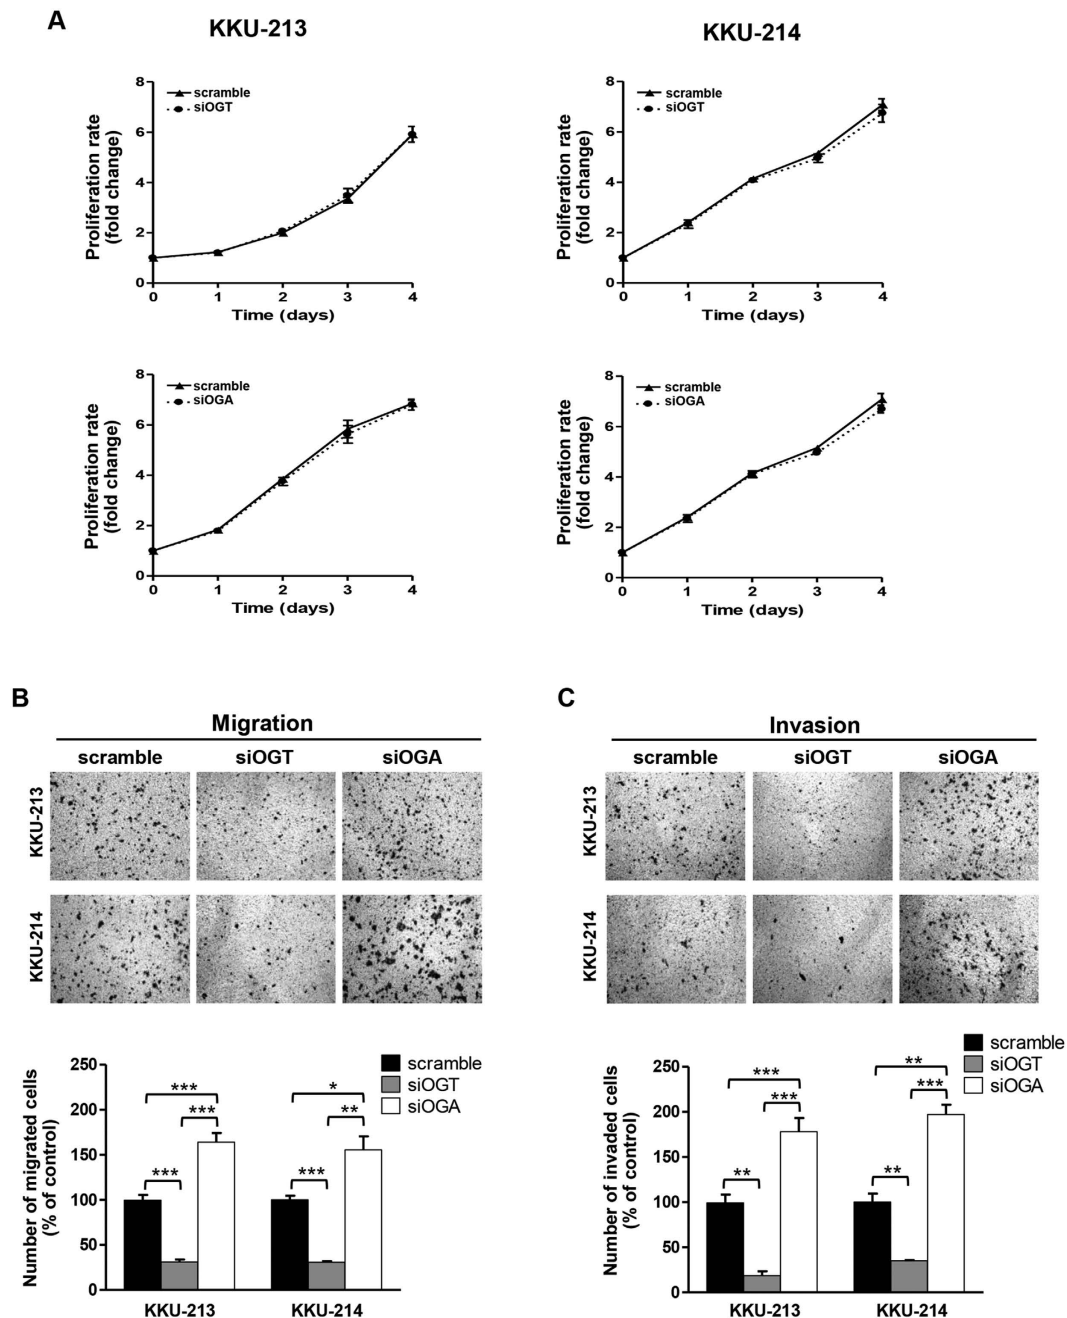 A
KKU-213
KKU-214
8
6
4
2
0
Proliferation rate
(fold change)
scramble
siOGT
0 1 2 3 4
Time (days)
8
6
4
2
0
Proliferation rate
(fold change)
scramble
siOGT
0 1 2 3 4
Time (days)
8
6
4
2
0
Proliferation rate
(fold change)
scramble
siOGA
0 1 2 3 4
Time (days)
8
6
4
2
0
Proliferation rate
(fold change)
scramble
siOGA
0 1 2 3 4
Time (days)
B
Migration
scramble siOGT siOGA
KKU-213
KKU-214
250
200
150
100
50
0
Number of migrated cells
(% of control)
scramble
siOGT
siOGA
***
***
***
*
**
***
KKU-213 KKU-214
C
Invasion
scramble siOGT siOGA
KKU-213
KKU-214
250
200
150
100
50
0
Number of invaded cells
(% of control)
scramble
siOGT
siOGA
***
***
**
**
***
**
KKU-213 KKU-214